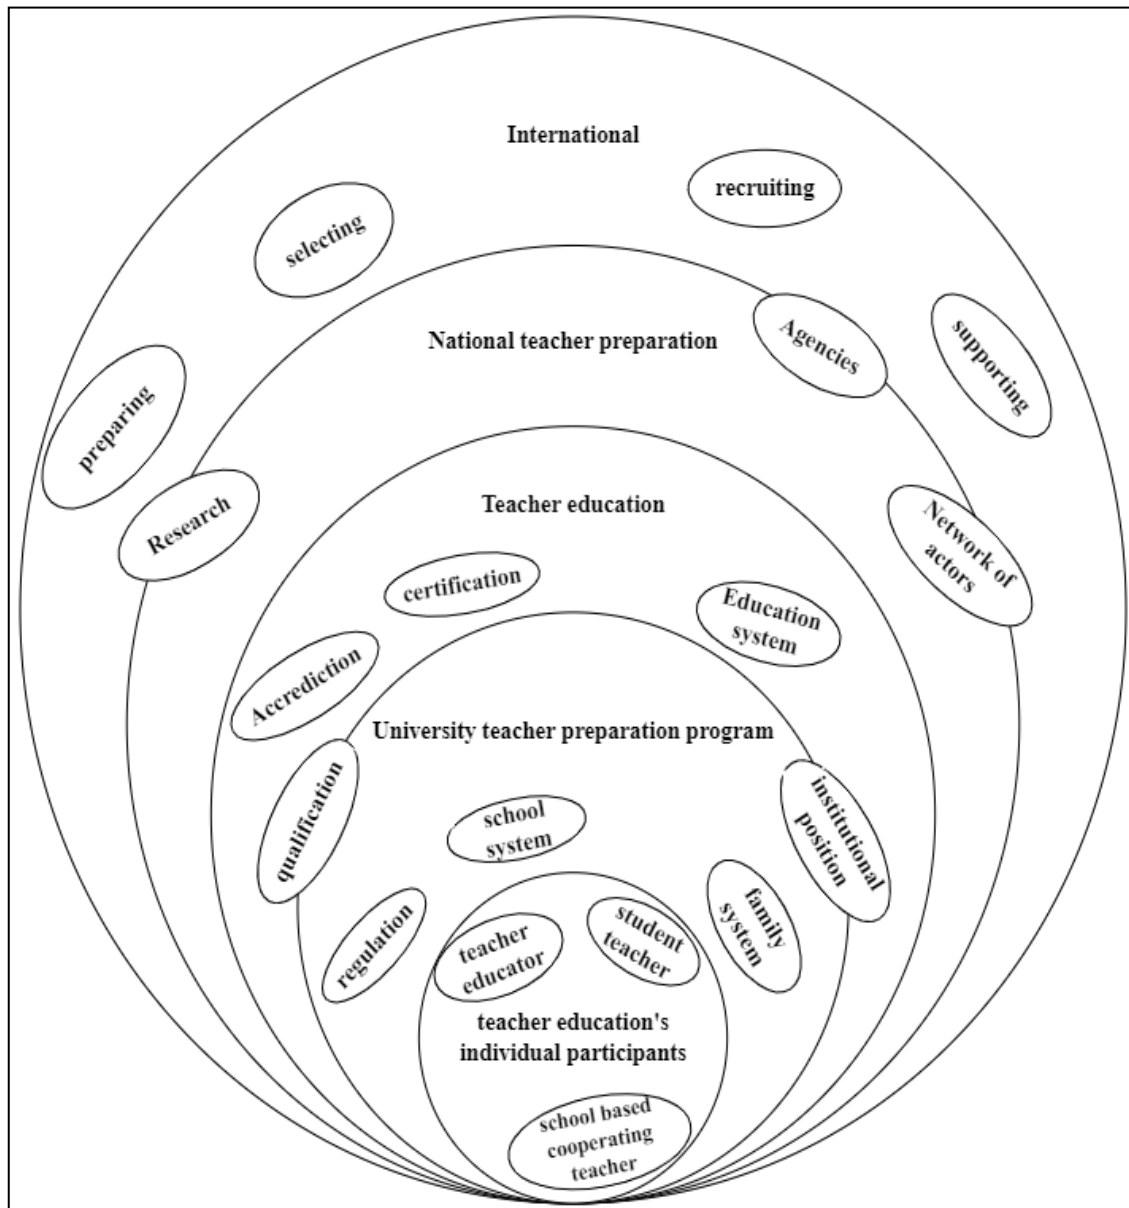 International
recruiting
selecting
supporting
National teacher preparation
Agencies
preparing
Research
Network of
actors
Teacher education
certification
Education
system
Accrediction
University teacher preparation program
qualification
institutional
position
school
system
regulation
family
system
teacher
educator
student
teacher
teacher education's
individual participants
school based
cooperating
teacher